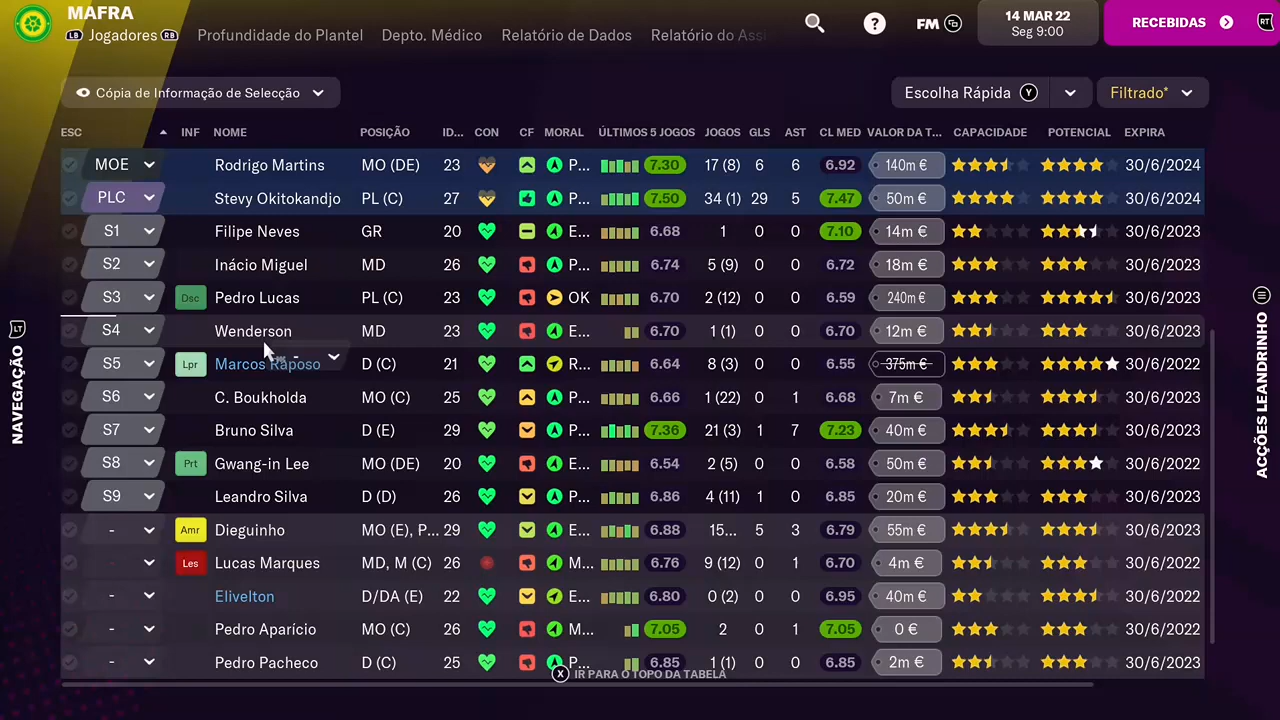 MAFRA
LB Jogadores RB Profundidade do Plantel Depto. Médico Relatório de Dados Relatório do Assi
FM
14 MAR 22
Seg 9:00
RECEBIDAS RT
Cópia de Informação de Selecção
Escolha Rápida Y
Filtrado*
ESC INF NOME POSIÇÃO ID... CON CF MORAL ÚLTIMOS 5 JOGOS JOGOS GLS AST CL MED VALOR DA T... CAPACIDADE POTENCIAL EXPIRA
MOE Rodrigo Martins MO (DE) 23 P... 7.30 17 (8) 6 6 6.92 140m € 30/6/2024
PLC Stevy Okitokandjo PL (C) 27 P... 7.50 34 (1) 29 5 7.47 50m € 30/6/2024
S1 Filipe Neves GR 20 E... 6.68 1 0 0 7.10 14m € 30/6/2023
S2 Inácio Miguel MD 26 P... 6.74 5 (9) 0 0 6.72 18m € 30/6/2023
S3 Dsc Pedro Lucas PL (C) 23 OK 6.70 2 (12) 0 0 6.59 240m € 30/6/2023
S4 Wenderson MD 23 E... 6.70 1 (1) 0 0 6.70 12m € 30/6/2023
S5 Lpr Marcos Raposo D (C) 21 R... 6.64 8 (3) 0 0 6.55 375m € 30/6/2022
S6 C. Boukholda MO (C) 25 P... 6.66 1 (22) 0 1 6.68 7m € 30/6/2023
S7 Bruno Silva D (E) 29 P... 7.36 21 (3) 1 7 7.23 40m € 30/6/2023
S8 Prt Gwang-in Lee MO (DE) 20 E... 6.54 2 (5) 0 0 6.58 50m € 30/6/2022
S9 Leandro Silva D (D) 26 P... 6.86 4 (11) 1 0 6.85 20m € 30/6/2023
- Amr Dieguinho MO (E), P... 29 E... 6.88 15... 5 3 6.79 55m € 30/6/2023
- Les Lucas Marques MD, M (C) 26 M... 6.76 9 (12) 0 1 6.70 4m € 30/6/2022
- Elivelton D/DA (E) 22 E... 6.80 0 (2) 0 0 6.95 40m € 30/6/2022
- Pedro Aparício MO (C) 26 M... 7.05 2 0 1 7.05 0 € 30/6/2022
- Pedro Pacheco D (C) 25 P... 6.85 1 (1) 0 0 6.85 2m € 30/6/2023
X IR PARA O TOPO DA TABELA
NAVEGAÇÃO LT
ACÇÕES LEANDRINHO